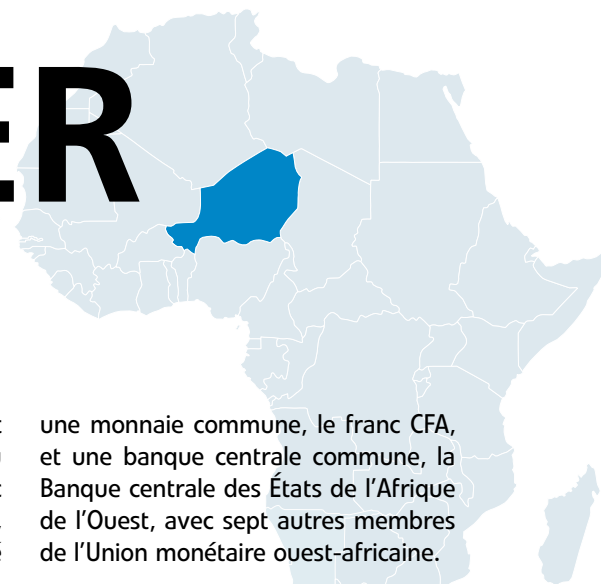 ER
une monnaie commune, le franc CFA,
et une banque centrale commune, la
Banque centrale des États de l'Afrique
de l'Ouest, avec sept autres membres
de l'Union monétaire ouest-africaine.